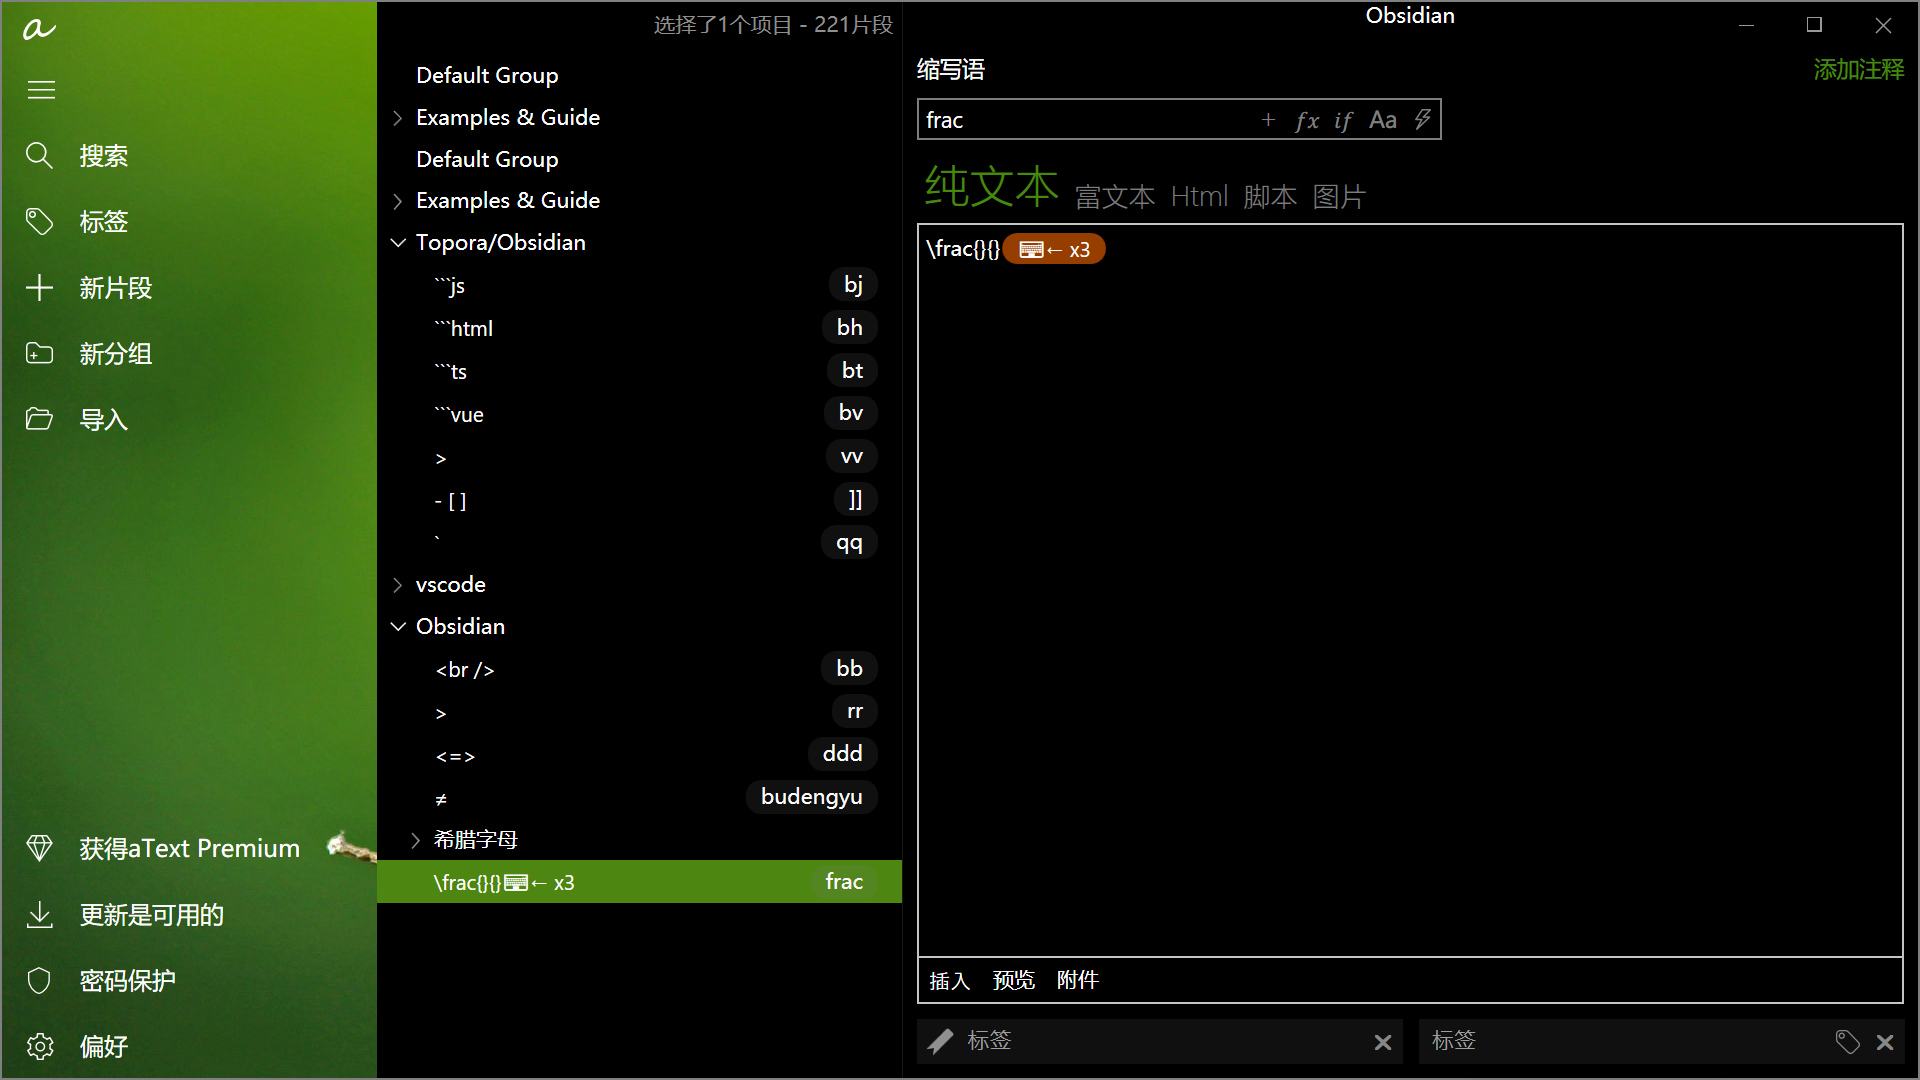 a
搜索
标签
新片段
新分组
导入
获得aText Premium
更新是可用的
密码保护
偏好
选择了1个项目 - 221片段
Default Group
Examples & Guide
Default Group
Examples & Guide
Topora/Obsidian
```js bj
```html bh
```ts bt
```vue bv
> vv
- [ ] ]]
` qq
vscode
Obsidian
<br /> bb
> rr
<=> ddd
≠ budengyu
希腊字母
\frac{}{}⌨← x3 frac
Obsidian
缩写语 添加注释
frac + fx if Aa
纯文本 富文本 Html 脚本 图片
\frac{}{} ⌨← x3
插入 预览 附件
标签 标签